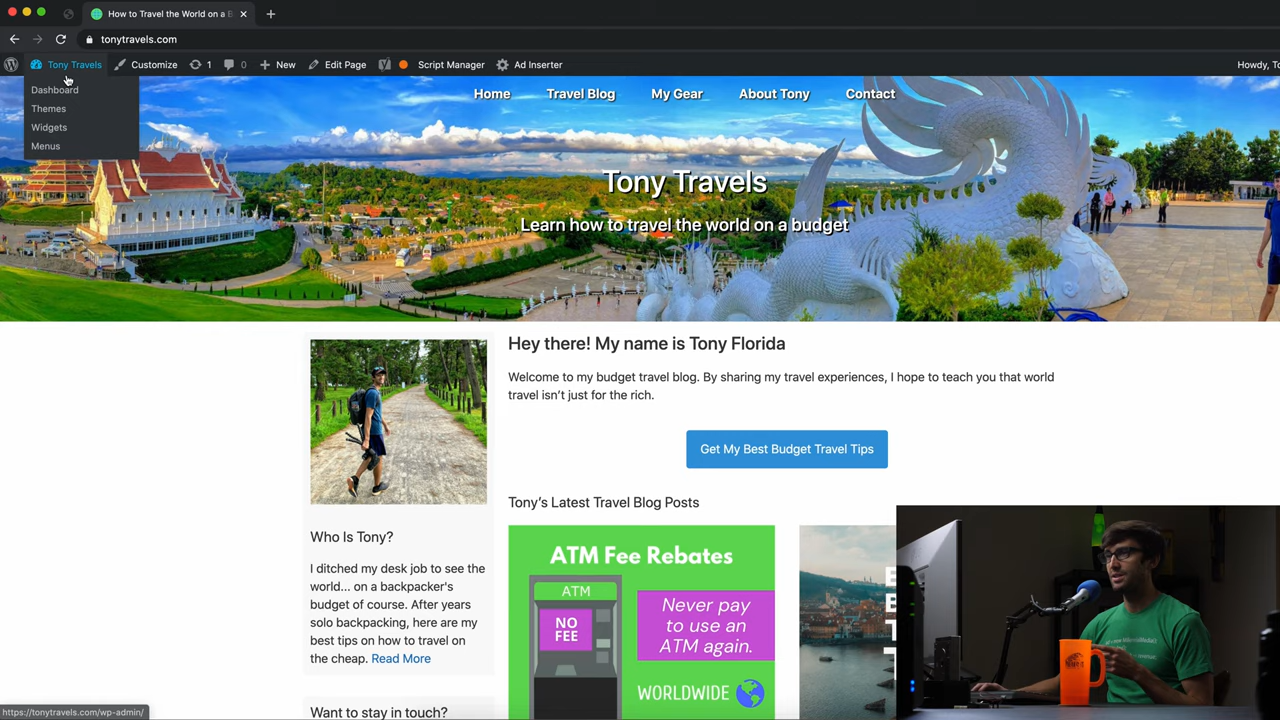 How to Travel the World on a B
tonytravels.com
Tony Travels
Customize
1
0
New
Edit Page
Script Manager
Ad Inserter
Howdy, To
Dashboard
Themes
Widgets
Menus
Home
Travel Blog
My Gear
About Tony
Contact
Tony Travels
Learn how to travel the world on a budget
Hey there! My name is Tony Florida
Welcome to my budget travel blog. By sharing my travel experiences, I hope to teach you that world
travel isn’t just for the rich.
Get My Best Budget Travel Tips
Who Is Tony?
I ditched my desk job to see the
world... on a backpacker's
budget of course. After years
solo backpacking, here are my
best tips on how to travel on
the cheap. Read More
Want to stay in touch?
Tony’s Latest Travel Blog Posts
ATM Fee Rebates
ATM
NO
FEE
Never pay
to use an
ATM again.
WORLDWIDE
https://tonytravels.com/wp-admin/